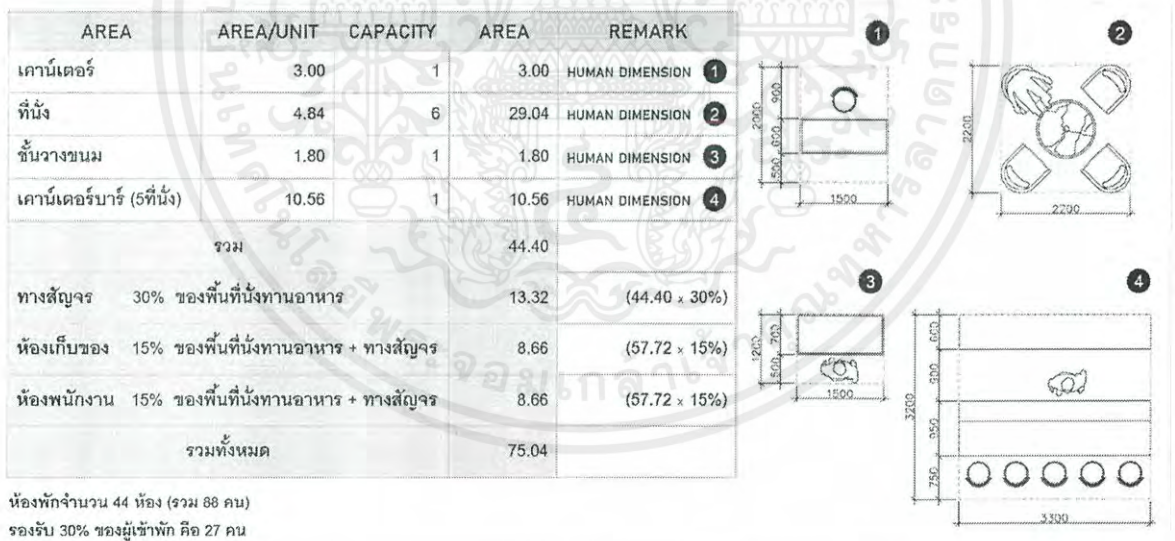 AREA AREA/UNIT CAPACITY AREA REMARK
เคาน์เตอร์ 3.00 1 3.00 HUMAN DIMENSION 1
ที่นั่ง 4.84 6 29.04 HUMAN DIMENSION 2
ชั้นวางขนม 1.80 1 1.80 HUMAN DIMENSION 3
เคาน์เตอร์บาร์ (5ที่นั่ง) 10.56 1 10.56 HUMAN DIMENSION 4
รวม 44.40
ทางสัญจร 30% ของพื้นที่นั่งทานอาหาร 13.32 (44.40 x 30%)
ห้องเก็บของ 15% ของพื้นที่นั่งทานอาหาร + ทางสัญจร 8.66 (57.72 x 15%)
ห้องพนักงาน 15% ของพื้นที่นั่งทานอาหาร + ทางสัญจร 8.66 (57.72 x 15%)
รวมทั้งหมด 75.04
ห้องพักจำนวน 44 ห้อง (รวม 88 คน)
รองรับ 30% ของผู้เข้าพัก คือ 27 คน
1
2000
900
600
500
1500
2
2200
2200
3
1200
700
500
1500
4
3200
600
900
950
750
3300